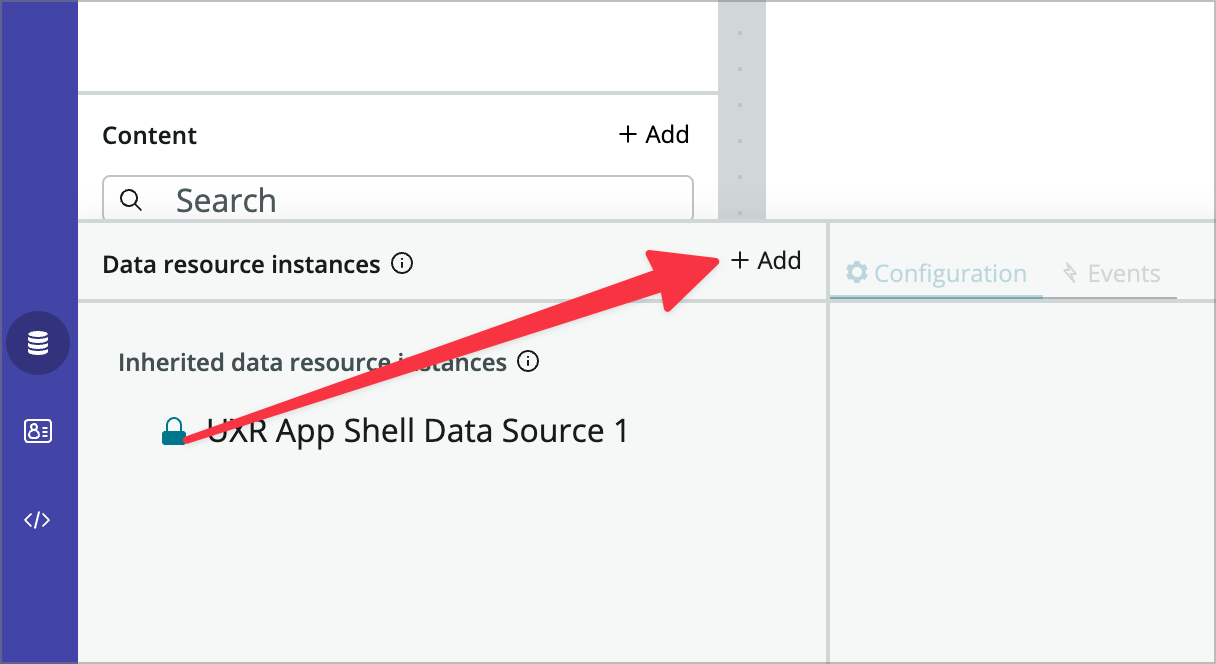 Content
+ Add
Search
Data resource instances
+ Add
Configuration
Events
Inherited data resource instances
UXR App Shell Data Source 1